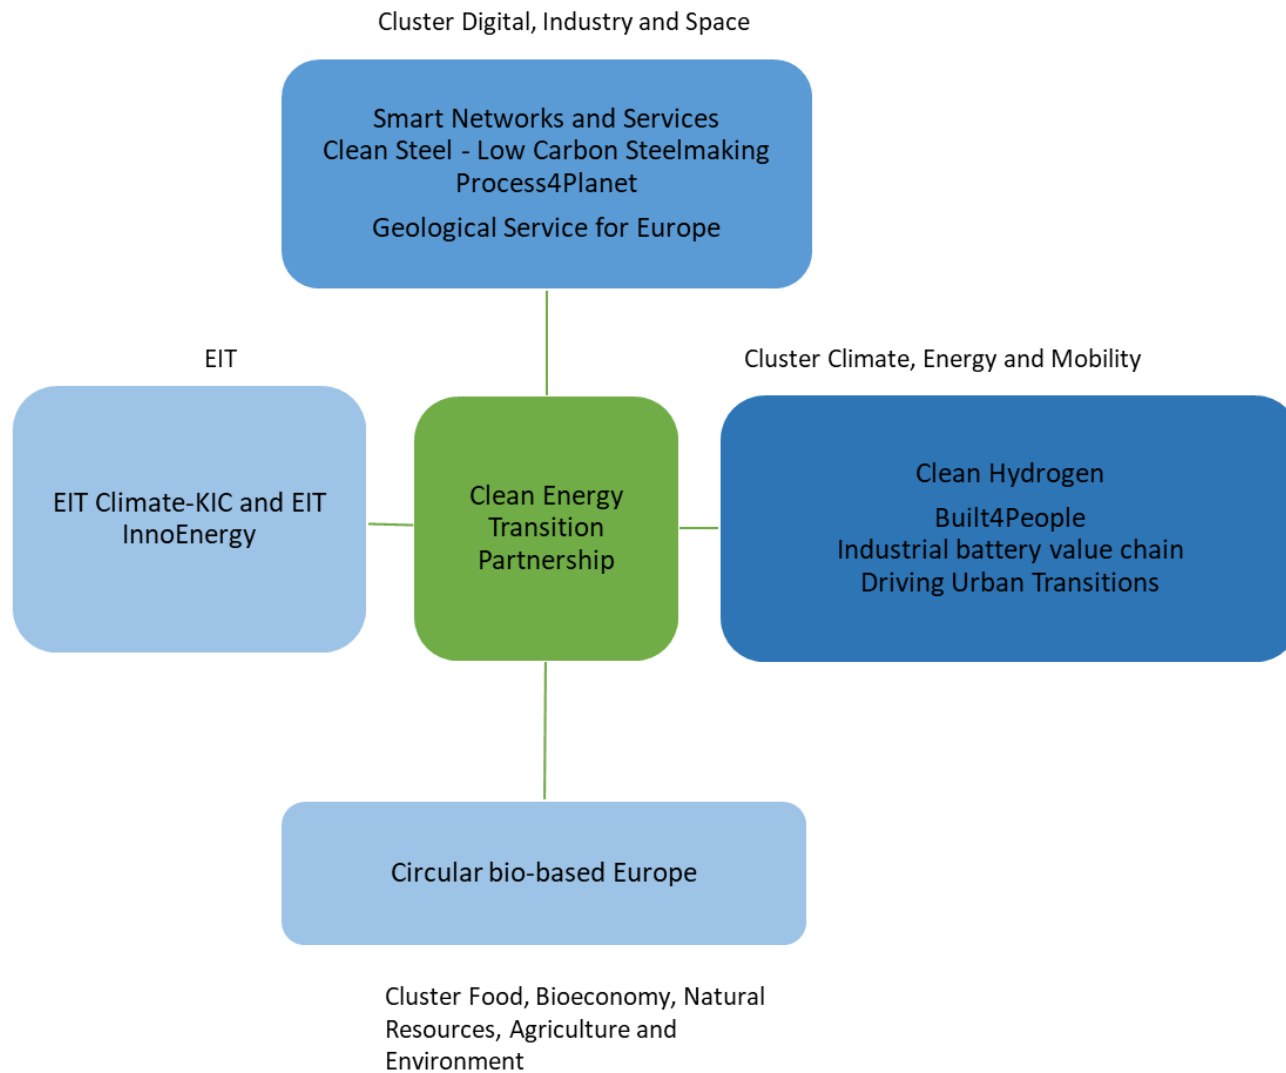 Cluster Digital, Industry and Space
Smart Networks and Services
Clean Steel - Low Carbon Steelmaking
Process4Planet
Geological Service for Europe
EIT
Cluster Climate, Energy and Mobility
EIT Climate-KIC and EIT
InnoEnergy
Clean Energy
Transition
Partnership
Clean Hydrogen
Built4People
Industrial battery value chain
Driving Urban Transitions
Circular bio-based Europe
Cluster Food, Bioeconomy, Natural
Resources, Agriculture and
Environment